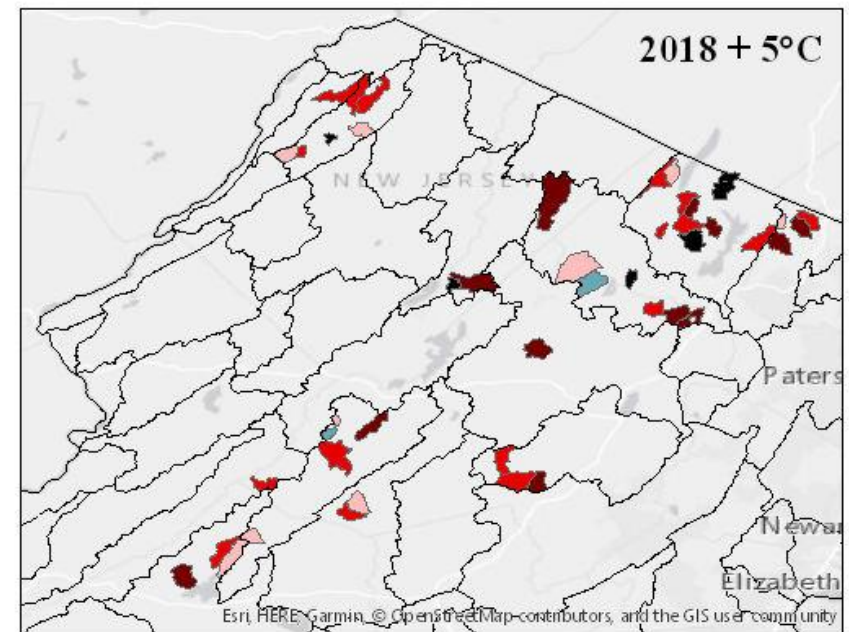 2018 + 5°C
NEW JERSEY
Paters
Newar
Elizabeth
Esri, HERE, Garmin, © OpenStreetMap contributors, and the GIS user community